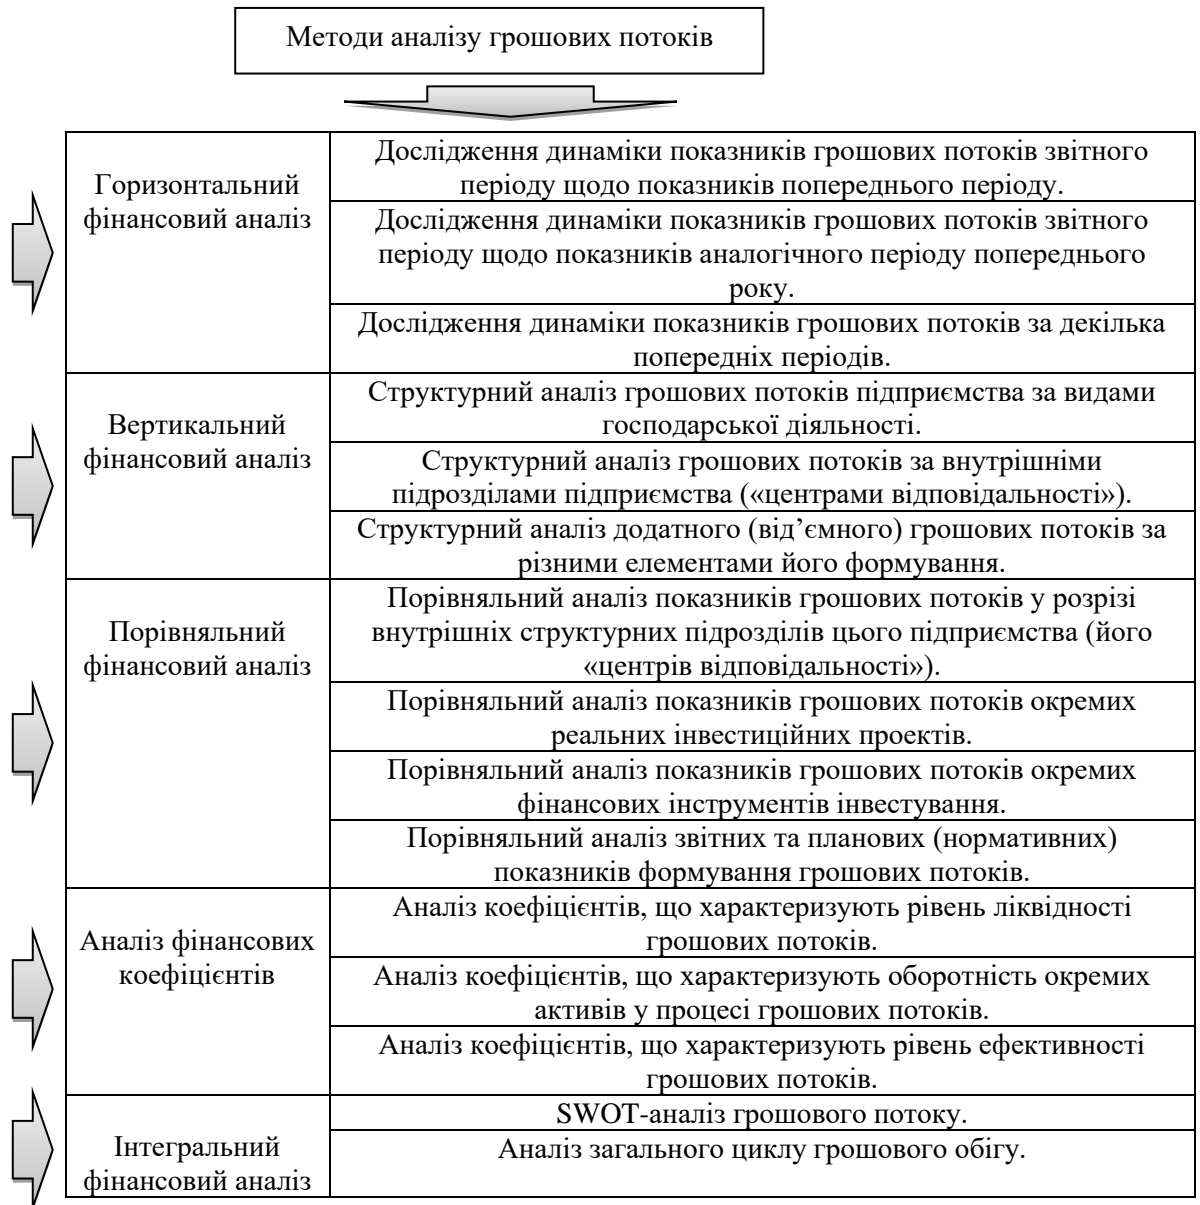 Методи аналізу грошових потоків
Горизонтальний
фінансовий аналіз
Дослідження динаміки показників грошових потоків звітного
періоду щодо показників попереднього періоду.
Дослідження динаміки показників грошових потоків звітного
періоду щодо показників аналогічного періоду попереднього
року.
Дослідження динаміки показників грошових потоків за декілька
попередніх періодів.
Вертикальний
фінансовий аналіз
Структурний аналіз грошових потоків підприємства за видами
господарської діяльності.
Структурний аналіз грошових потоків за внутрішніми
підрозділами підприємства («центрами відповідальності»).
Структурний аналіз додатного (від’ємного) грошових потоків за
різними елементами його формування.
Порівняльний
фінансовий аналіз
Порівняльний аналіз показників грошових потоків у розрізі
внутрішніх структурних підрозділів цього підприємства (його
«центрів відповідальності»).
Порівняльний аналіз показників грошових потоків окремих
реальних інвестиційних проектів.
Порівняльний аналіз показників грошових потоків окремих
фінансових інструментів інвестування.
Порівняльний аналіз звітних та планових (нормативних)
показників формування грошових потоків.
Аналіз фінансових
коефіцієнтів
Аналіз коефіцієнтів, що характеризують рівень ліквідності
грошових потоків.
Аналіз коефіцієнтів, що характеризують оборотність окремих
активів у процесі грошових потоків.
Аналіз коефіцієнтів, що характеризують рівень ефективності
грошових потоків.
Інтегральний
фінансовий аналіз
SWOT-аналіз грошового потоку.
Аналіз загального циклу грошового обігу.